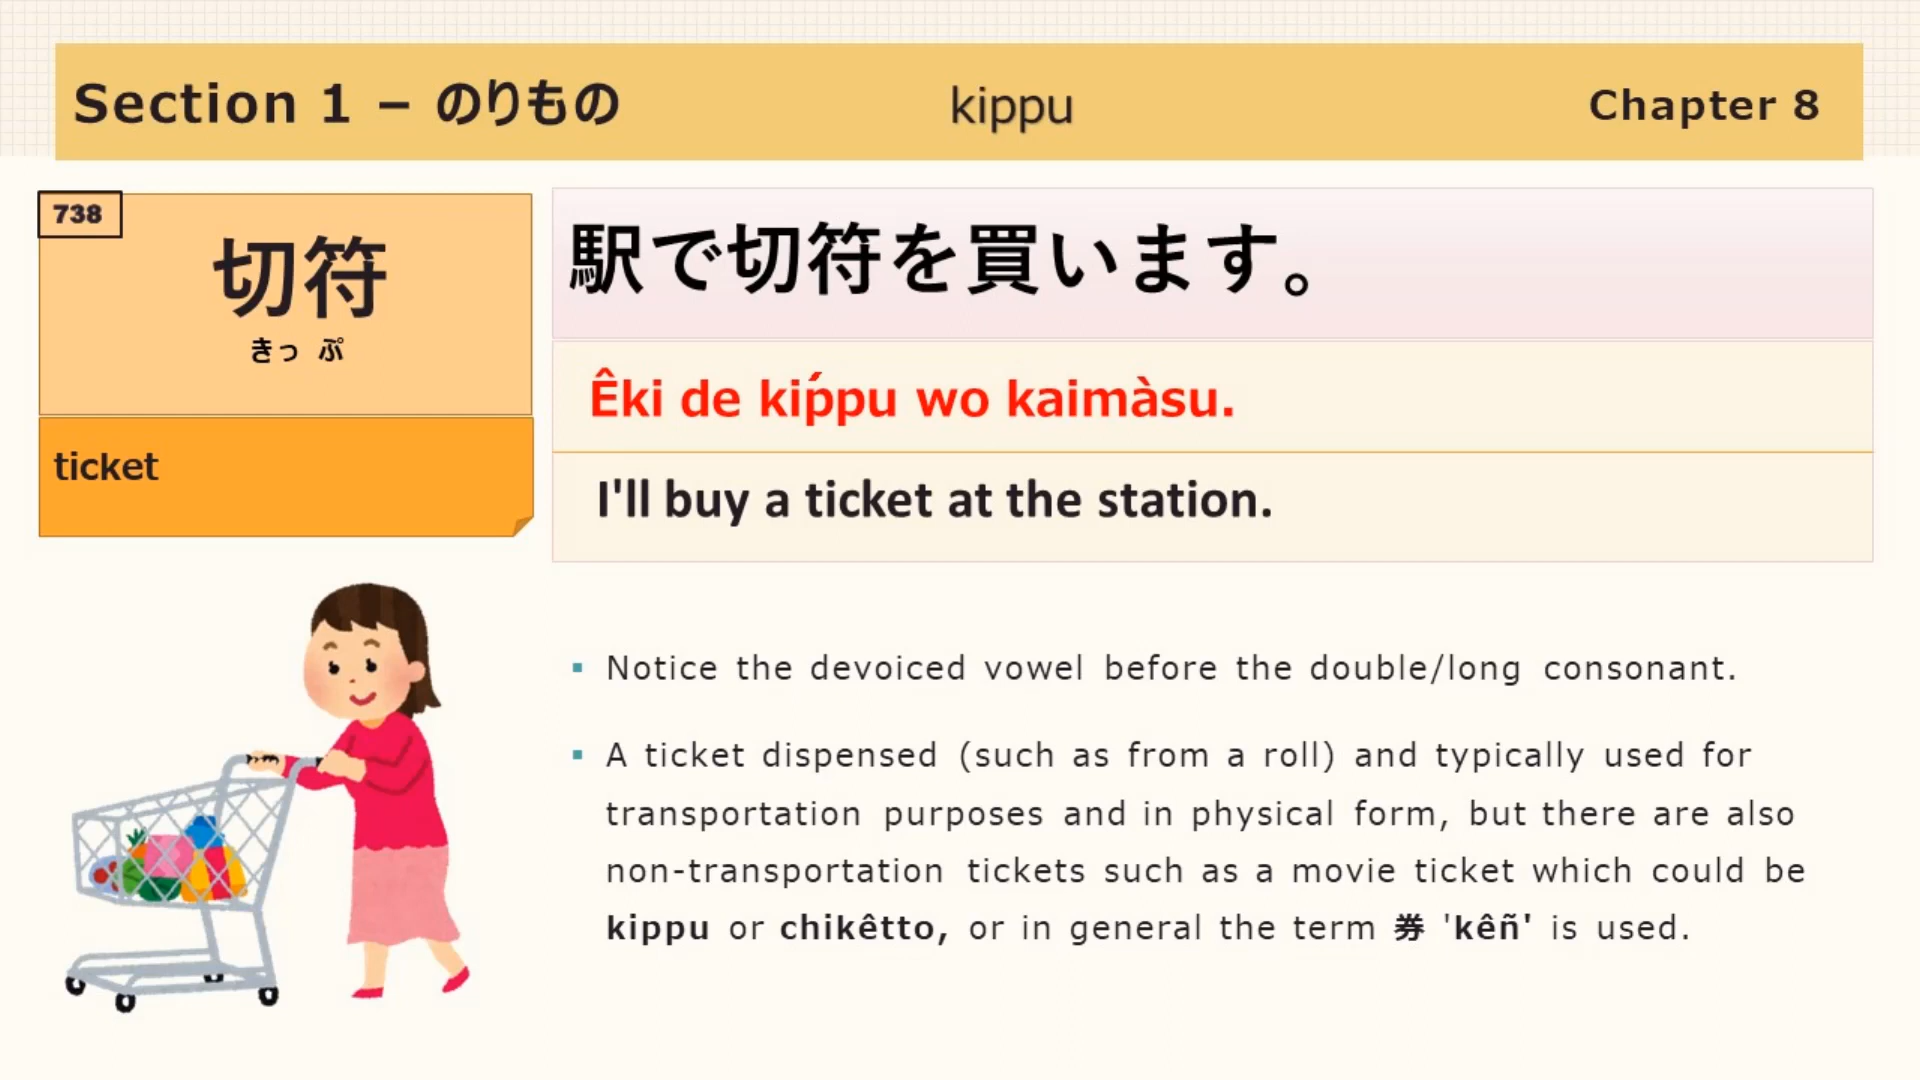 Section 1 – のりもの
kippu
Chapter 8
738
切符
きっ ぷ
ticket
駅で切符を買います。
Êki de kiṕpu wo kaimàsu.
I'll buy a ticket at the station.
▪ Notice the devoiced vowel before the double/long consonant.
▪ A ticket dispensed (such as from a roll) and typically used for
transportation purposes and in physical form, but there are also
non-transportation tickets such as a movie ticket which could be
kippu or chikêtto, or in general the term 券 'kêñ' is used.